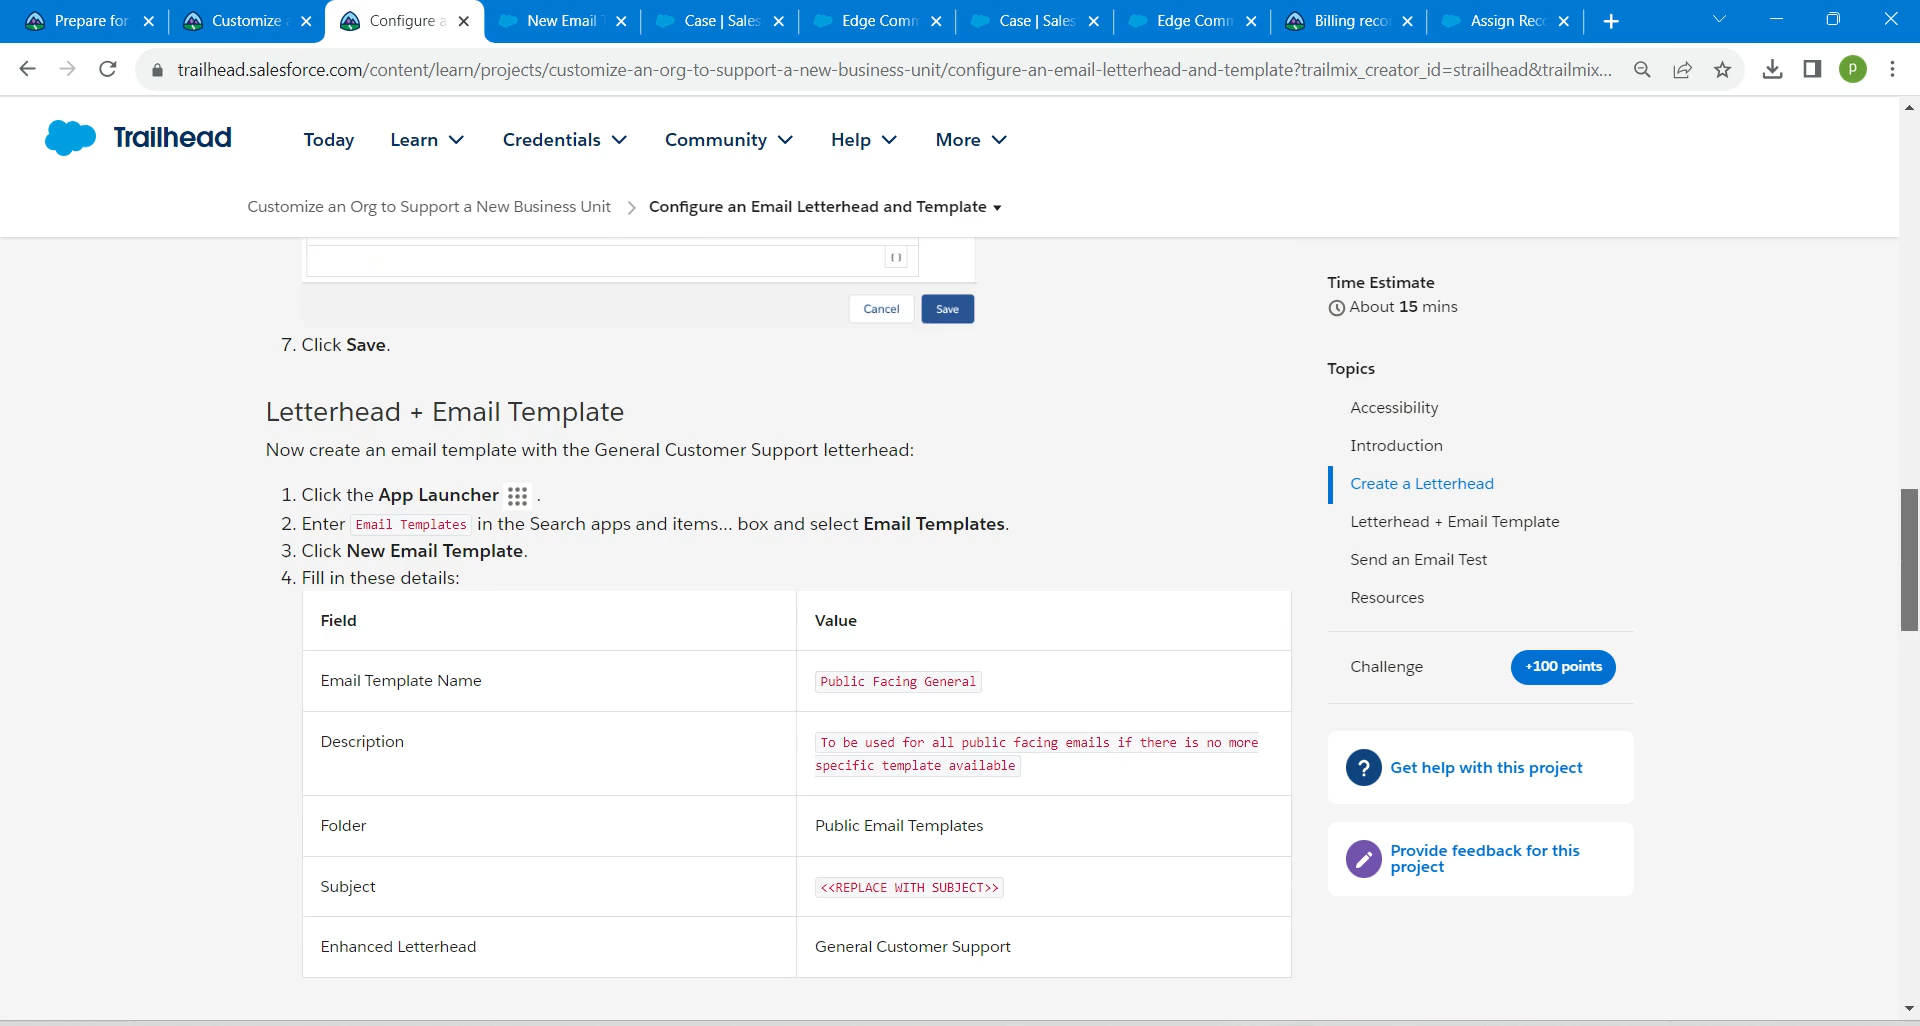 Prepare for
Customize
Configure a
New Email
Case | Sales
Edge Comm
Case | Sales
Edge Comm
Billing reco
Assign Reco
trailhead.salesforce.com/content/learn/projects/customize-an-org-to-support-a-new-business-unit/configure-an-email-letterhead-and-template?trailmix_creator_id=strailhead&trailmix...
P
Trailhead
Today
Learn
Credentials
Community
Help
More
Customize an Org to Support a New Business Unit
Configure an Email Letterhead and Template
{}
Cancel
Save
7. Click Save.
Letterhead + Email Template
Now create an email template with the General Customer Support letterhead:
1. Click the App Launcher .
2. Enter Email Templates in the Search apps and items... box and select Email Templates.
3. Click New Email Template.
4. Fill in these details:
Field Value
Email Template Name Public Facing General
Description To be used for all public facing emails if there is no more
specific template available
Folder Public Email Templates
Subject <<REPLACE WITH SUBJECT>>
Enhanced Letterhead General Customer Support
Time Estimate
About 15 mins
Topics
Accessibility
Introduction
Create a Letterhead
Letterhead + Email Template
Send an Email Test
Resources
Challenge
+100 points
? Get help with this project
Provide feedback for this
project